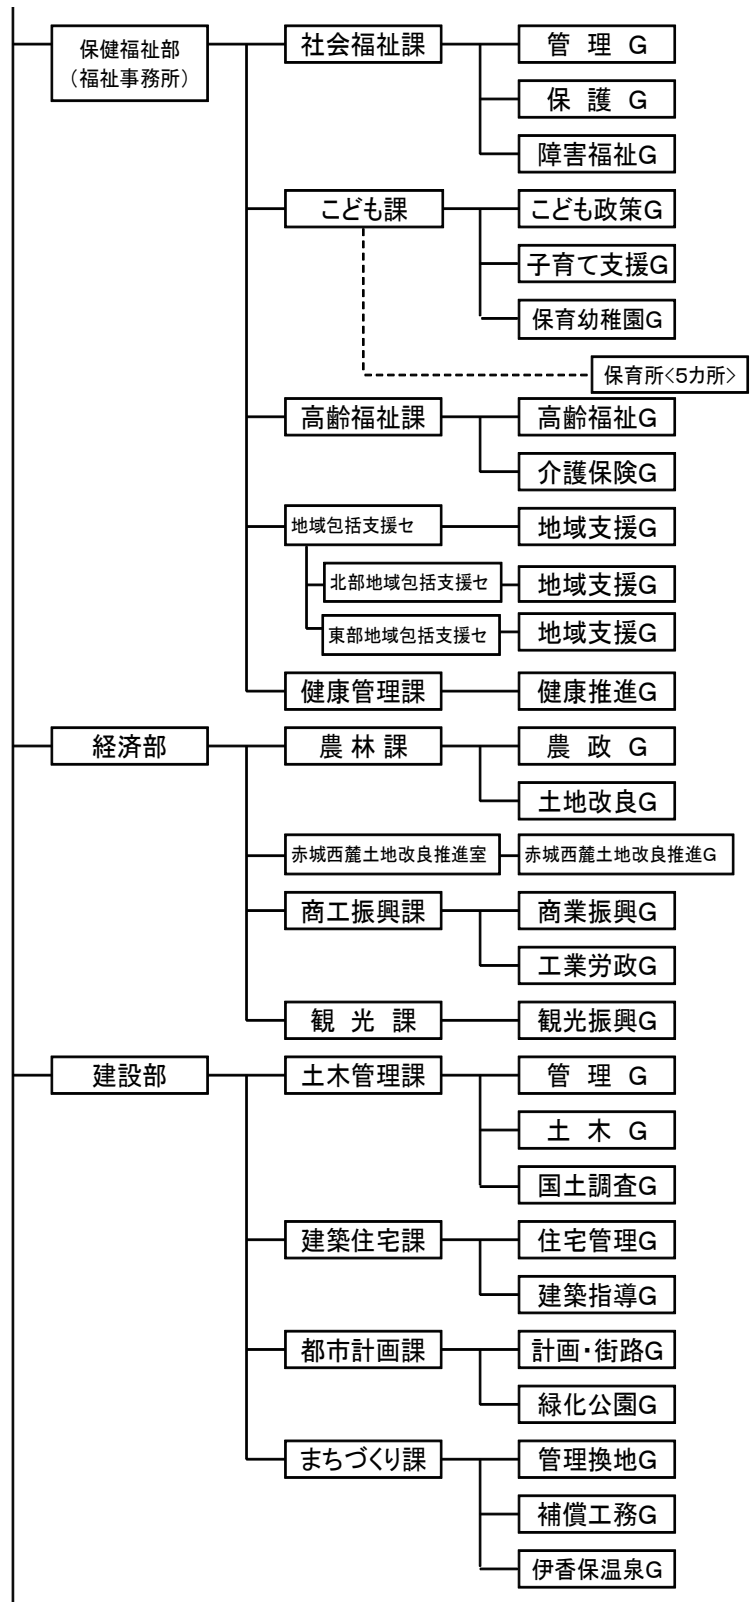 保健福祉部
（福祉事務所）
社会福祉課
管 理 G
保 護 G
障害福祉G
こども課
こども政策G
子育て支援G
保育幼稚園G
保育所<5カ所>
高齢福祉課
高齢福祉G
介護保険G
地域包括支援セ
地域支援G
北部地域包括支援セ
地域支援G
東部地域包括支援セ
地域支援G
健康管理課
健康推進G
経済部
農 林 課
農 政 G
土地改良G
赤城西麓土地改良推進室
赤城西麓土地改良推進G
商工振興課
商業振興G
工業労政G
観 光 課
観光振興G
建設部
土木管理課
管 理 G
土 木 G
国土調査G
建築住宅課
住宅管理G
建築指導G
都市計画課
計画・街路G
緑化公園G
まちづくり課
管理換地G
補償工務G
伊香保温泉G